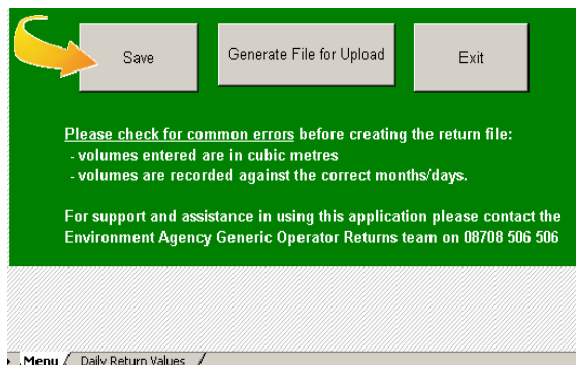 Save Generate File for Upload Exit
Please check for common errors before creating the return file:
- volumes entered are in cubic metres
- volumes are recorded against the correct months/days.
For support and assistance in using this application please contact the
Environment Agency Generic Operator Returns team on 08708 506 506
Menu / Daily Return Values /